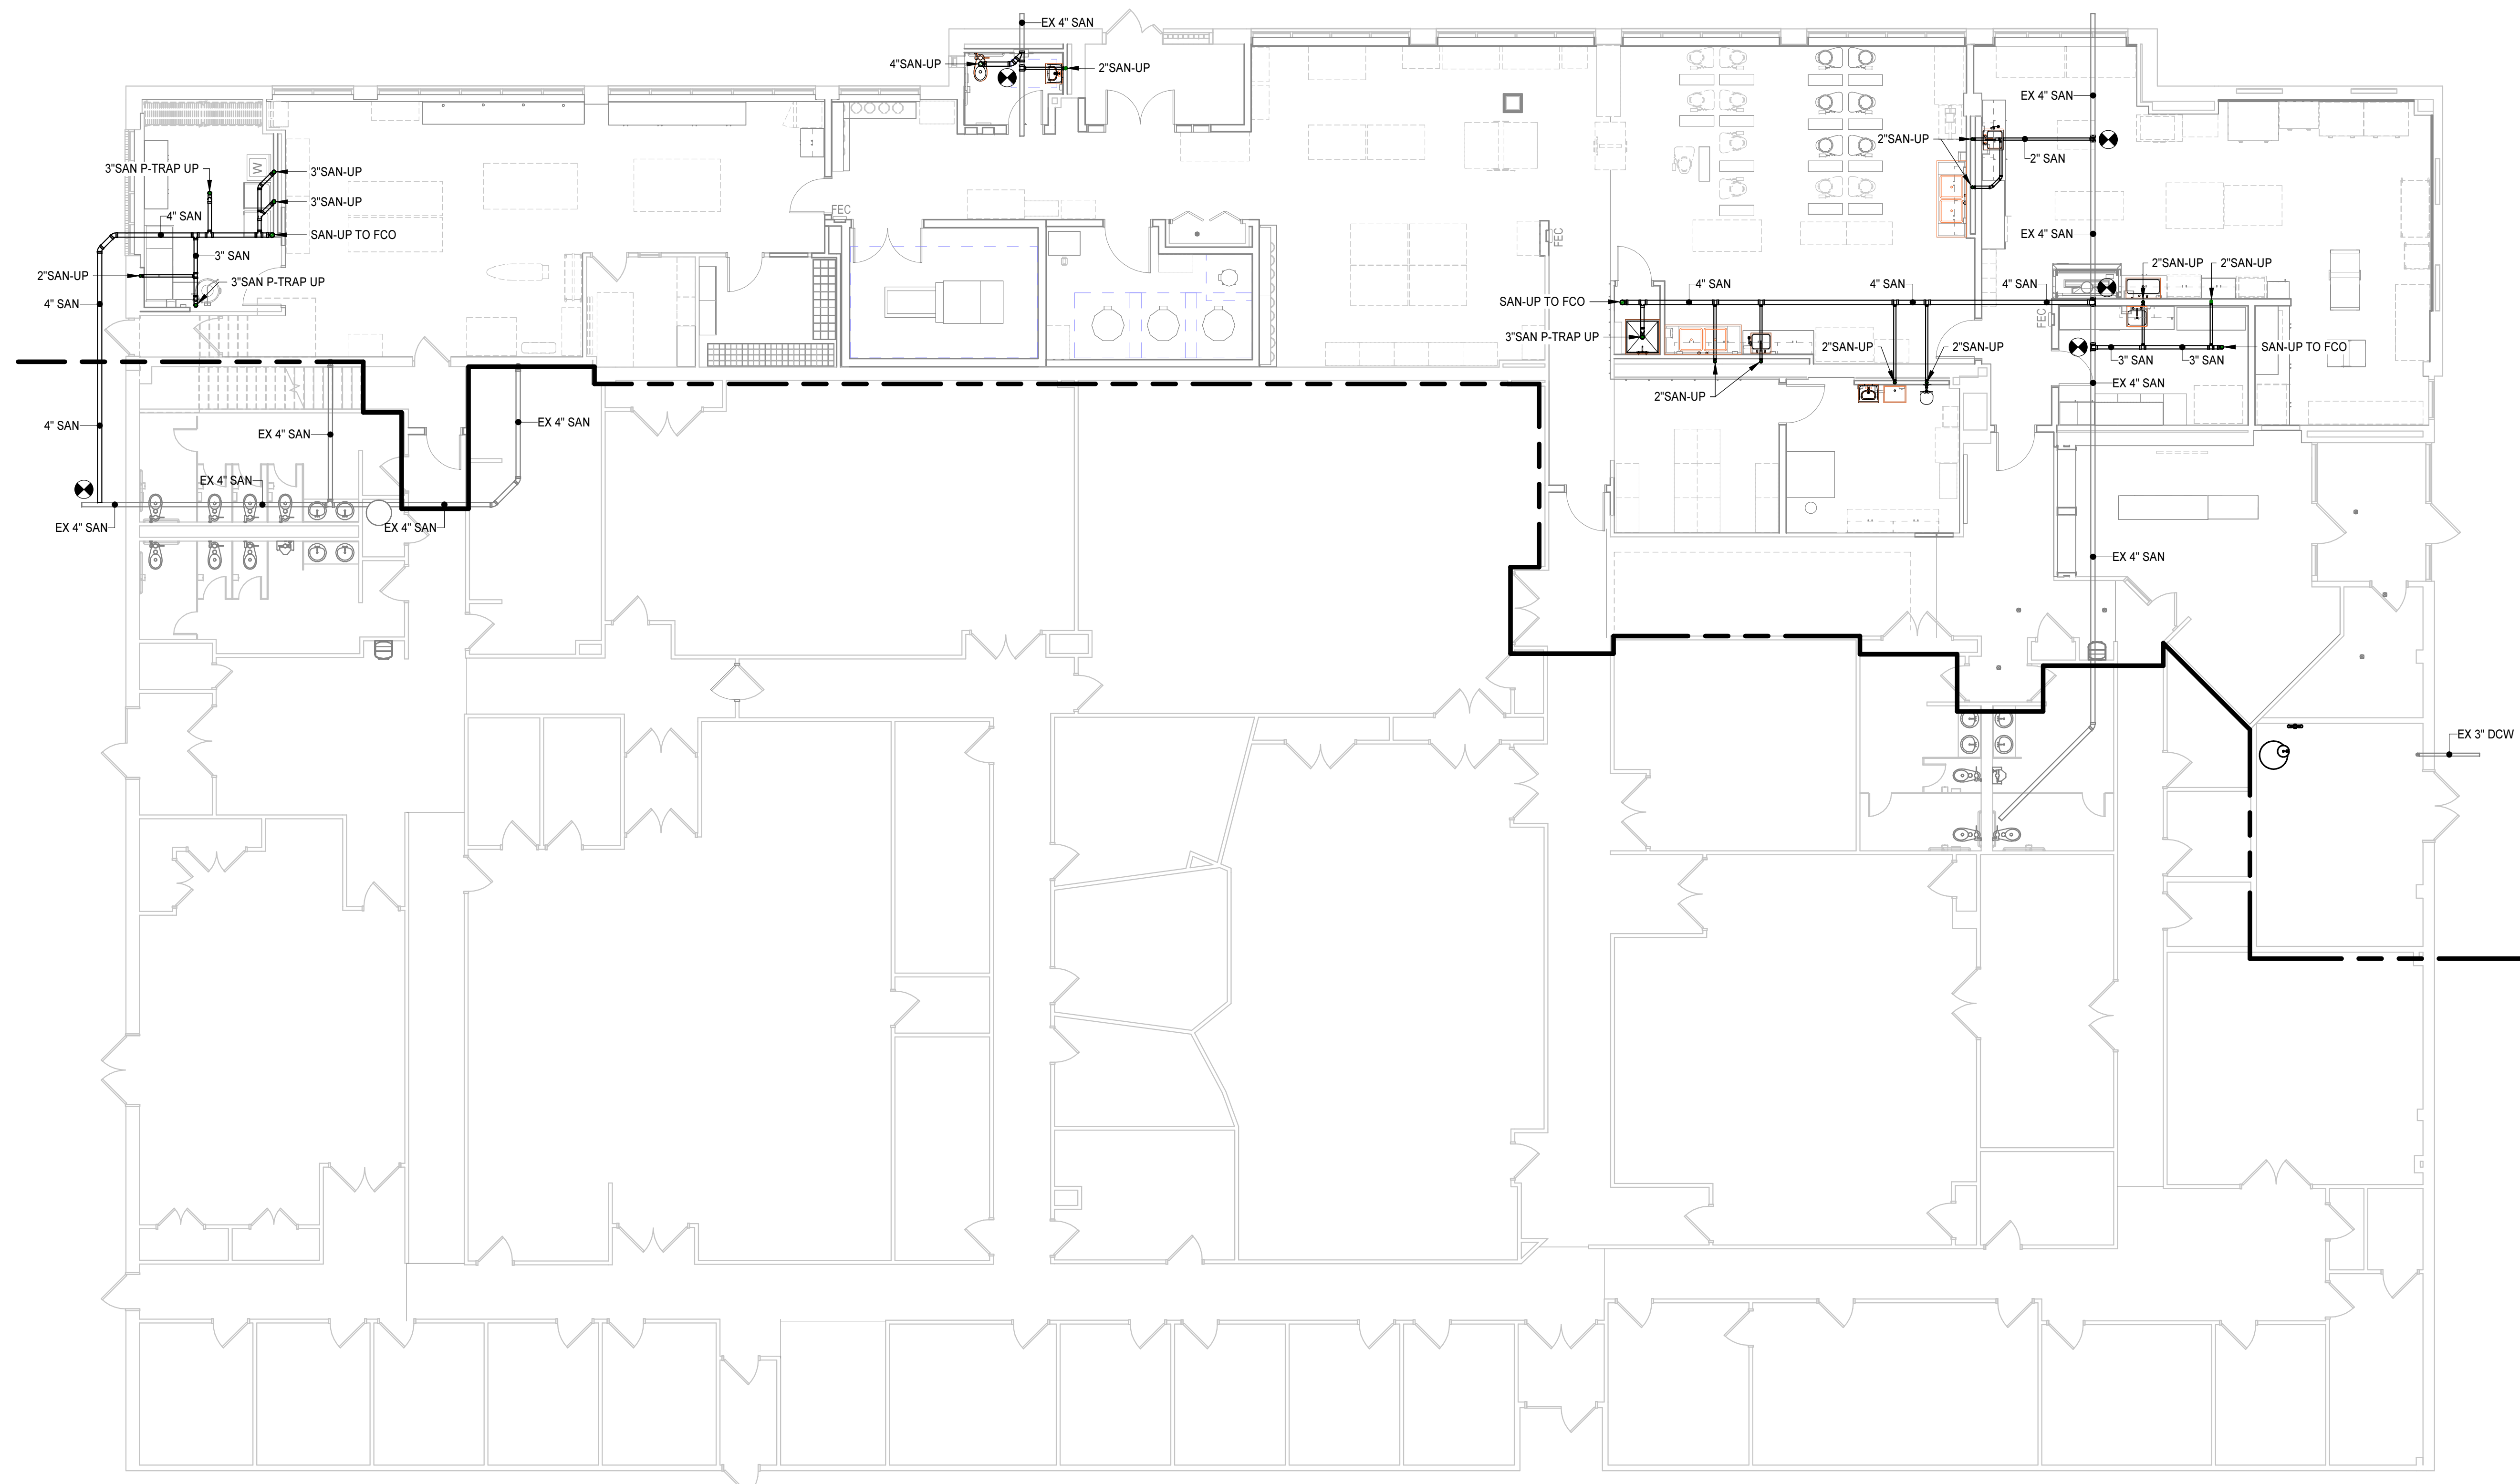 EX 4" SAN
4"SAN-UP
2"SAN-UP
EX 4" SAN
2"SAN-UP
2" SAN
3"SAN P-TRAP UP
W
3"SAN-UP
3"SAN-UP
FEC
4" SAN
SAN-UP TO FCO
FEC
EX 4" SAN
3" SAN
2"SAN-UP
3"SAN P-TRAP UP
2"SAN-UP
2"SAN-UP
4" SAN
4" SAN
4" SAN
4" SAN
SAN-UP TO FCO
FEC
3"SAN P-TRAP UP
2"SAN-UP
2"SAN-UP
3" SAN
3" SAN
SAN-UP TO FCO
EX 4" SAN
2"SAN-UP
4" SAN
EX 4" SAN
EX 4" SAN
EX 4" SAN
EX 4" SAN
EX 4" SAN
EX 4" SAN
EX 3" DCW